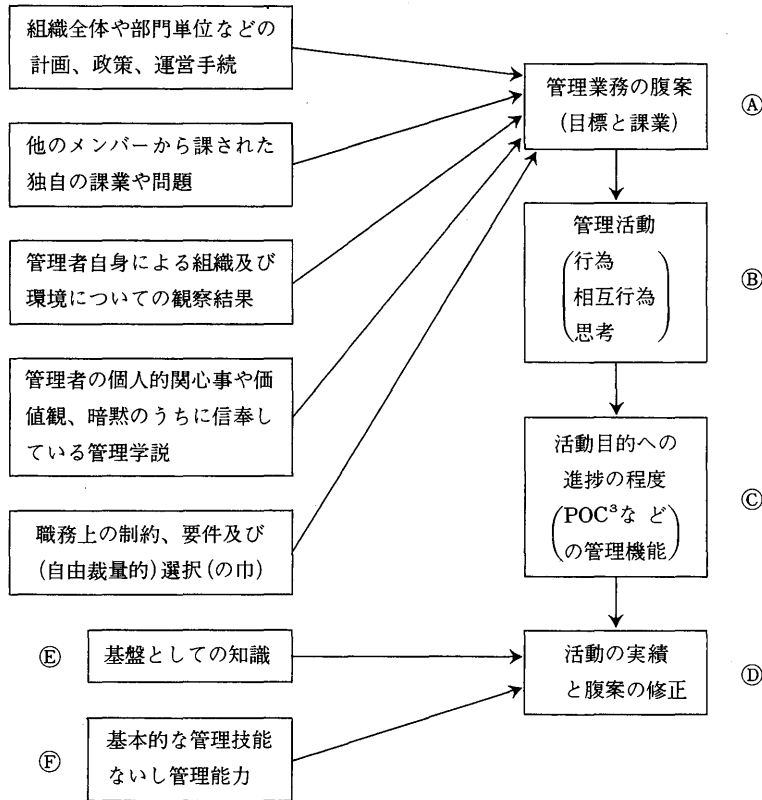 組織全体や部門単位などの
計画、政策、運営手続
他のメンバーから課された
独自の課業や問題
管理者自身による組織及び
環境についての観察結果
管理者の個人的関心事や価
値観、暗黙のうちに信奉し
ている管理学説
職務上の制約、要件及び
(自由裁量的)選択(の巾)
Ⓔ 基盤としての知識
Ⓕ 基本的な管理技能
ないし管理能力
管理業務の腹案
(目標と課業)
Ⓐ
管理活動
(行為
相互行為
思考)
Ⓑ
活動目的への
進捗の程度
(POC³など
の管理機能)
Ⓒ
活動の実績
と腹案の修正
Ⓓ